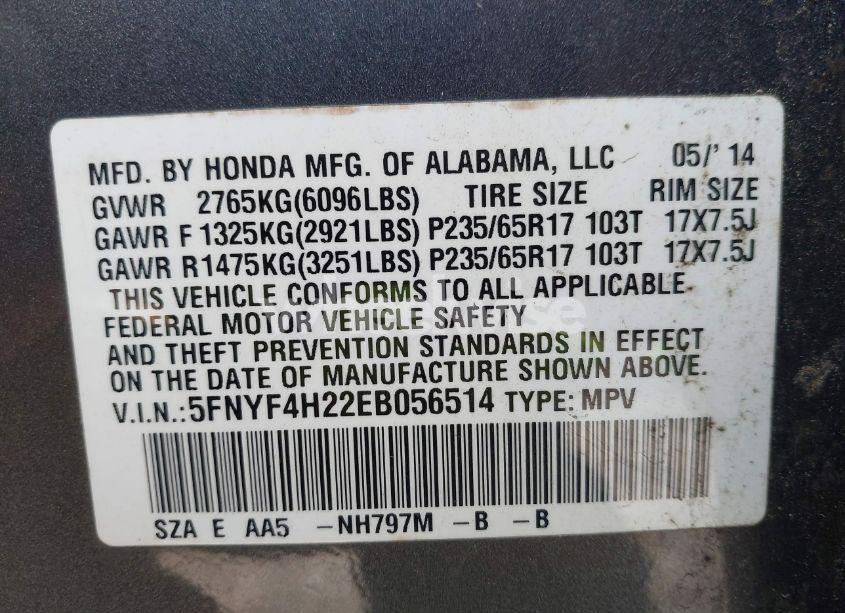 MFD. BY HONDA MFG. OF ALABAMA, LLC 05/' 14
GVWR 2765KG(6096LBS) TIRE SIZE RIM SIZE
GAWR F 1325KG(2921LBS) P235/65R17 103T 17X7.5J
GAWR R1475KG(3251LBS) P235/65R17 103T 17X7.5J
THIS VEHICLE CONFORMS TO ALL APPLICABLE
FEDERAL MOTOR VEHICLE SAFETY
AND THEFT PREVENTION STANDARDS IN EFFECT
ON THE DATE OF MANUFACTURE SHOWN ABOVE.
V.I.N.:5FNYF4H22EB056514 TYPE: MPV
SZA E AA5 -NH797M -B -B